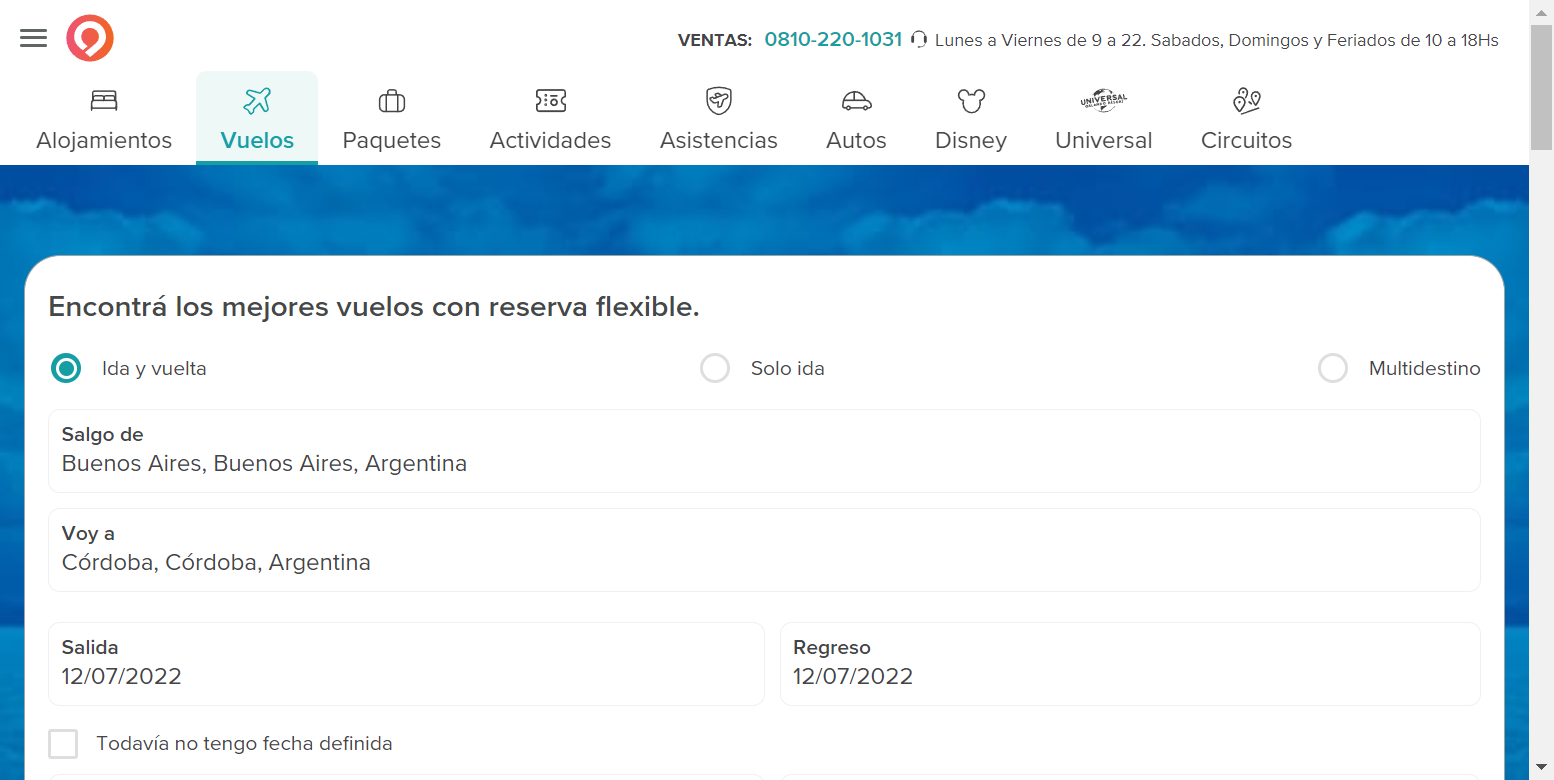 VENTAS: 0810-220-1031 Lunes a Viernes de 9 a 22. Sabados, Domingos y Feriados de 10 a 18Hs
Alojamientos Vuelos Paquetes Actividades Asistencias Autos Disney Universal Circuitos
Encontrá los mejores vuelos con reserva flexible.
Ida y vuelta Solo ida Multidestino
Salgo de
Buenos Aires, Buenos Aires, Argentina
Voy a
Córdoba, Córdoba, Argentina
Salida Regreso
12/07/2022 12/07/2022
Todavía no tengo fecha definida